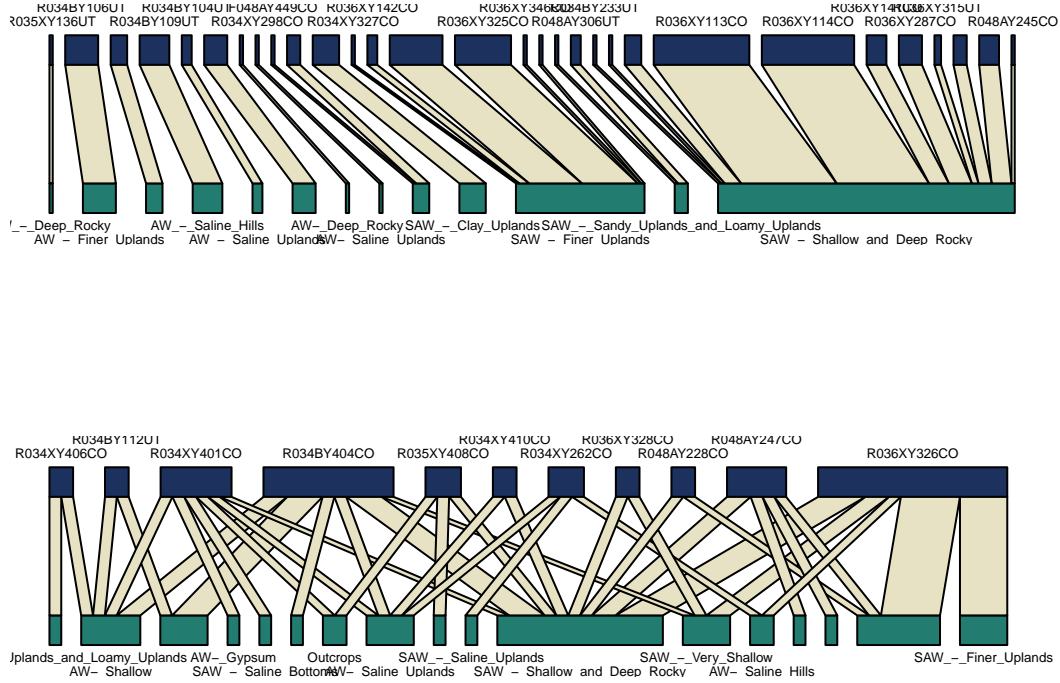 R034BY106UT R034BY104UT F048AY449CO R036XY142CO R034BY233UT R036XY315UT
R035XY136UT R034BY109UT R034XY298CO R034XY327CO R036XY325CO R048AY306UT R036XY113CO R036XY114CO R036XY287CO R048AY245CO
_-_Deep_Rocky AW_-_Saline_Hills AW-_Deep_Rocky SAW_-_Clay_Uplands SAW_-_Sandy_Uplands_and_Loamy_Uplands
AW - Finer Uplands AW - Saline Uplands AW- Saline Uplands SAW - Finer Uplands SAW - Shallow and Deep Rocky
R034BY112UT R034XY410CO R036XY328CO R048AY247CO
R034XY406CO R034XY401CO R034BY404CO R035XY408CO R034XY262CO R048AY228CO R036XY326CO
Uplands_and_Loamy_Uplands AW-_Gypsum Outcrops SAW_-_Saline_Uplands SAW_-_Very_Shallow SAW_-_Finer_Uplands
AW- Shallow SAW - Saline Bottoms AW- Saline Uplands SAW - Shallow and Deep Rocky AW- Saline Hills